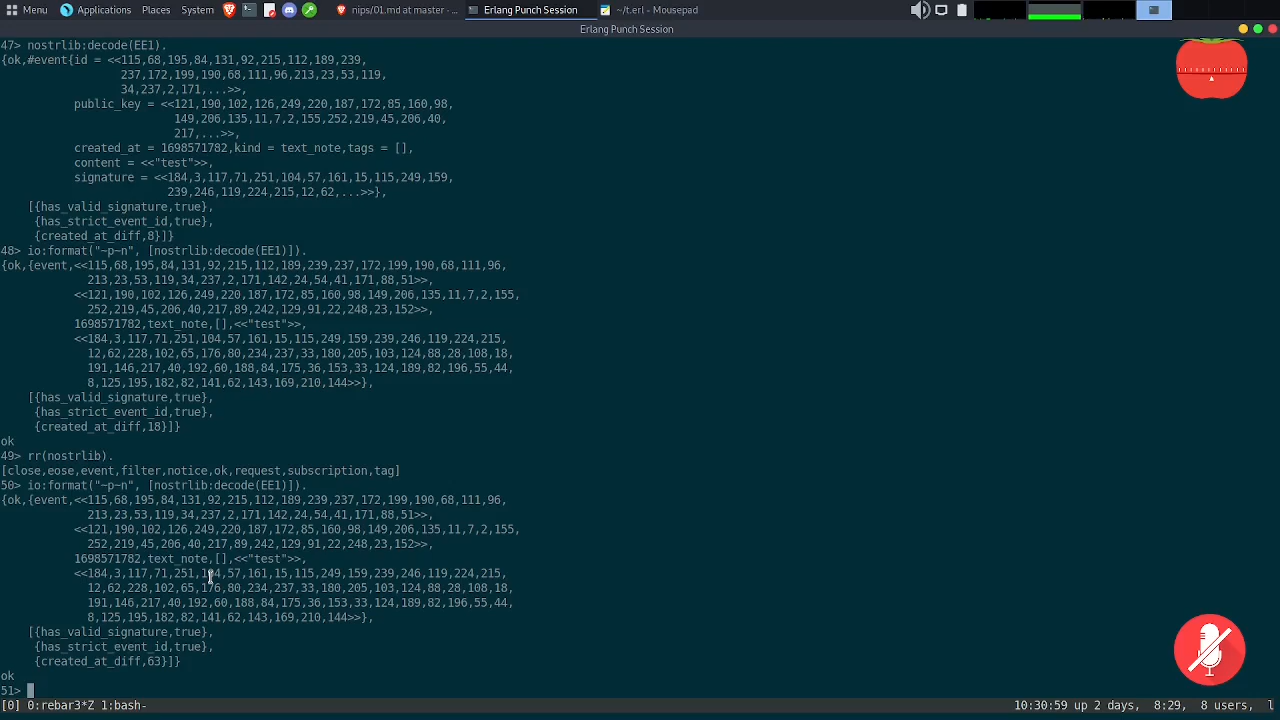 Menu Applications Places System nips/01.md at master - ... Erlang Punch Session ~/t.erl - Mousepad
Erlang Punch Session
47> nostrlib:decode(EE1).
{ok,#event{id = <<115,68,195,84,131,92,215,112,189,239,
237,172,199,190,68,111,96,213,23,53,119,
34,237,2,171,...>>,
public_key = <<121,190,102,126,249,220,187,172,85,160,98,
149,206,135,11,7,2,155,252,219,45,206,40,
217,...>>,
created_at = 1698571782,kind = text_note,tags = [],
content = <<"test">>,
signature = <<184,3,117,71,251,104,57,161,15,115,249,159,
239,246,119,224,215,12,62,...>>},
[{has_valid_signature,true},
{has_strict_event_id,true},
{created_at_diff,8}]}
48> io:format("~p~n", [nostrlib:decode(EE1)]).
{ok,{event,<<115,68,195,84,131,92,215,112,189,239,237,172,199,190,68,111,96,
213,23,53,119,34,237,2,171,142,24,54,41,171,88,51>>,
<<121,190,102,126,249,220,187,172,85,160,98,149,206,135,11,7,2,155,
252,219,45,206,40,217,89,242,129,91,22,248,23,152>>,
1698571782,text_note,[],<<"test">>,
<<184,3,117,71,251,104,57,161,15,115,249,159,239,246,119,224,215,
12,62,228,102,65,176,80,234,237,33,180,205,103,124,88,28,108,18,
191,146,217,40,192,60,188,84,175,36,153,33,124,189,82,196,55,44,
8,125,195,182,82,141,62,143,169,210,144>>},
[{has_valid_signature,true},
{has_strict_event_id,true},
{created_at_diff,18}]}
ok
49> rr(nostrlib).
[close,eose,event,filter,notice,ok,request,subscription,tag]
50> io:format("~p~n", [nostrlib:decode(EE1)]).
{ok,{event,<<115,68,195,84,131,92,215,112,189,239,237,172,199,190,68,111,96,
213,23,53,119,34,237,2,171,142,24,54,41,171,88,51>>,
<<121,190,102,126,249,220,187,172,85,160,98,149,206,135,11,7,2,155,
252,219,45,206,40,217,89,242,129,91,22,248,23,152>>,
1698571782,text_note,[],<<"test">>,
<<184,3,117,71,251,104,57,161,15,115,249,159,239,246,119,224,215,
12,62,228,102,65,176,80,234,237,33,180,205,103,124,88,28,108,18,
191,146,217,40,192,60,188,84,175,36,153,33,124,189,82,196,55,44,
8,125,195,182,82,141,62,143,169,210,144>>},
[{has_valid_signature,true},
{has_strict_event_id,true},
{created_at_diff,63}]}
ok
51>
[0] 0:rebar3*Z 1:bash- 10:30:59 up 2 days, 8:29, 8 users, l